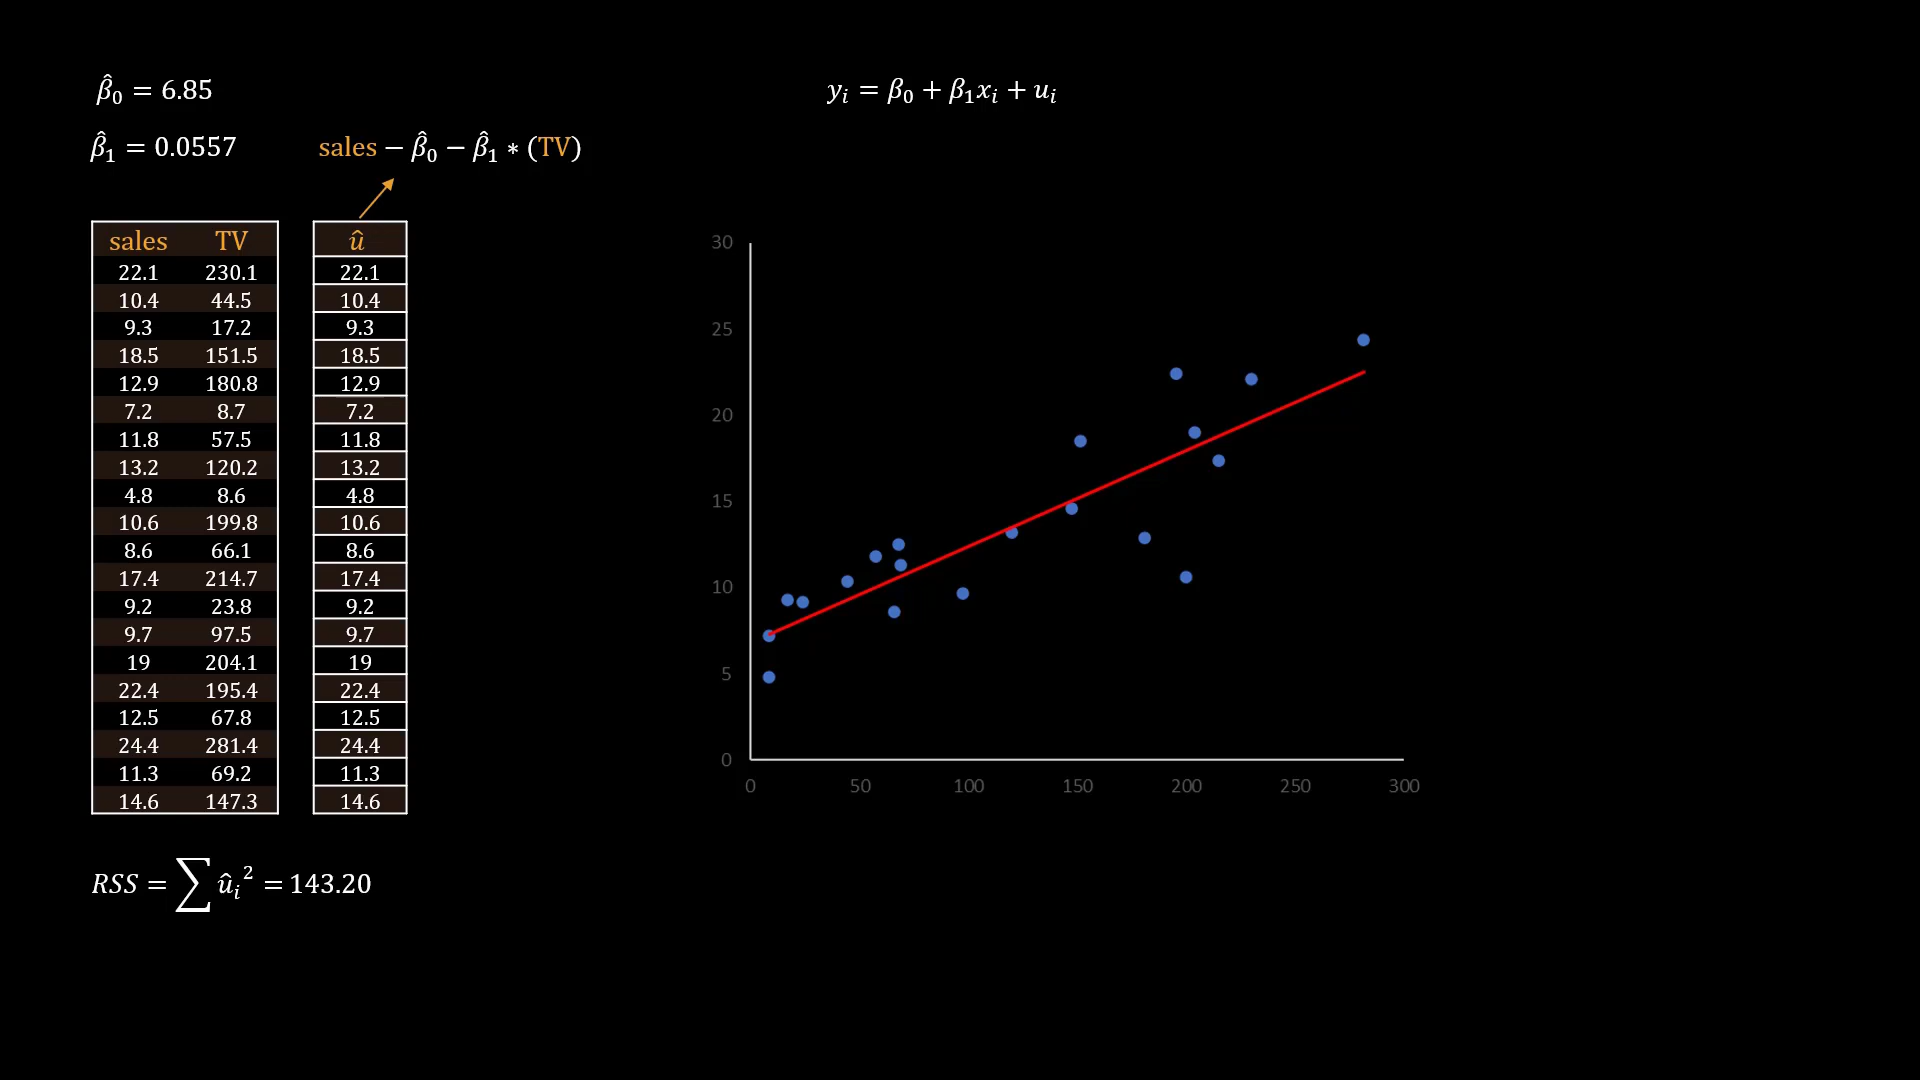 β̂₀ = 6.85
yᵢ = β₀ + β₁xᵢ + uᵢ
β̂₁ = 0.0557
sales − β̂₀ − β̂₁ ∗ (TV)
sales TV û
22.1 230.1 22.1
10.4 44.5 10.4
9.3 17.2 9.3
18.5 151.5 18.5
12.9 180.8 12.9
7.2 8.7 7.2
11.8 57.5 11.8
13.2 120.2 13.2
4.8 8.6 4.8
10.6 199.8 10.6
8.6 66.1 8.6
17.4 214.7 17.4
9.2 23.8 9.2
9.7 97.5 9.7
19 204.1 19
22.4 195.4 22.4
12.5 67.8 12.5
24.4 281.4 24.4
11.3 69.2 11.3
14.6 147.3 14.6
RSS = ∑ ûᵢ² = 143.20
30
25
20
15
10
5
0
0 50 100 150 200 250 300